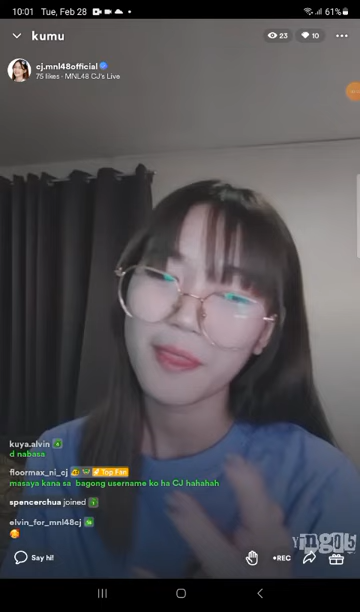 10:01 Tue, Feb 28 61%
kumu 23 10
cj.mnl48official
75 likes · MNL48 CJ's Live
kuya.alvin
d nabasa
floormax_ni_cj Top Fan
masaya kana sa bagong username ko ha CJ hahahah
spencerchua joined
elvin_for_mnl48cj
Say hi! •REC